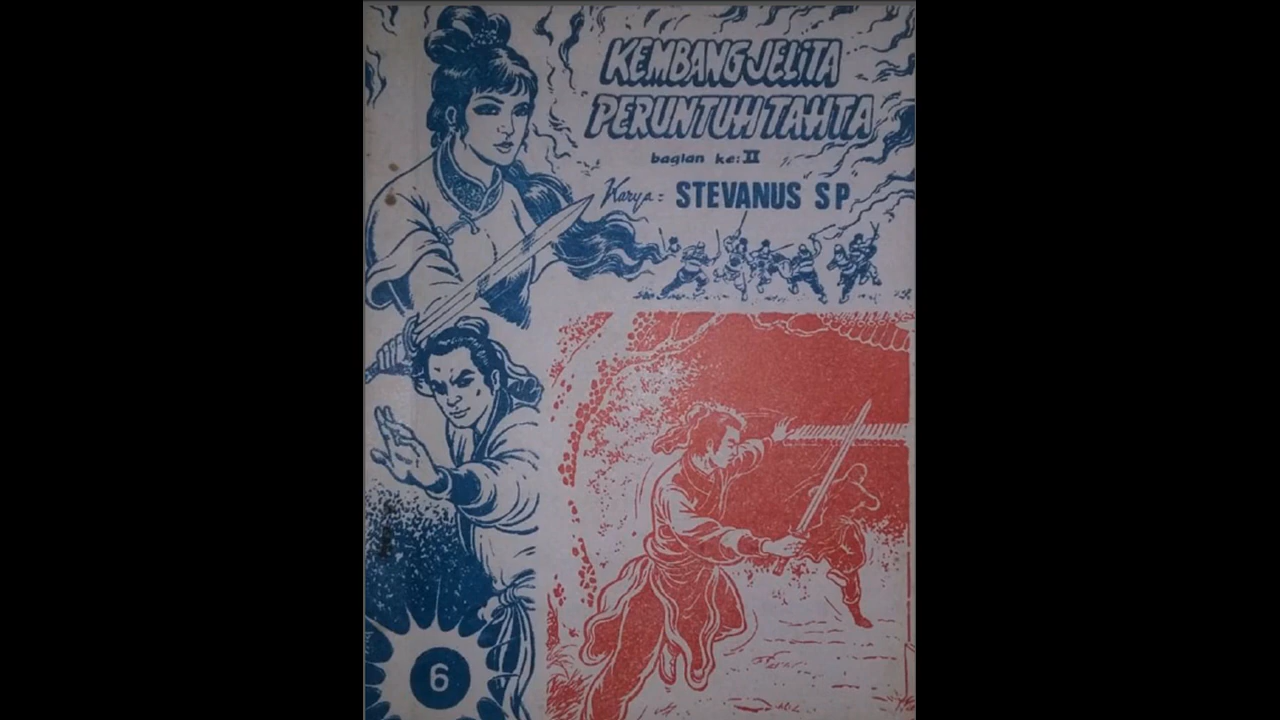 KEMBANG JELITA
PERUNTUH TAHTA
bagian ke: II
Karya = STEVANUS S P
6